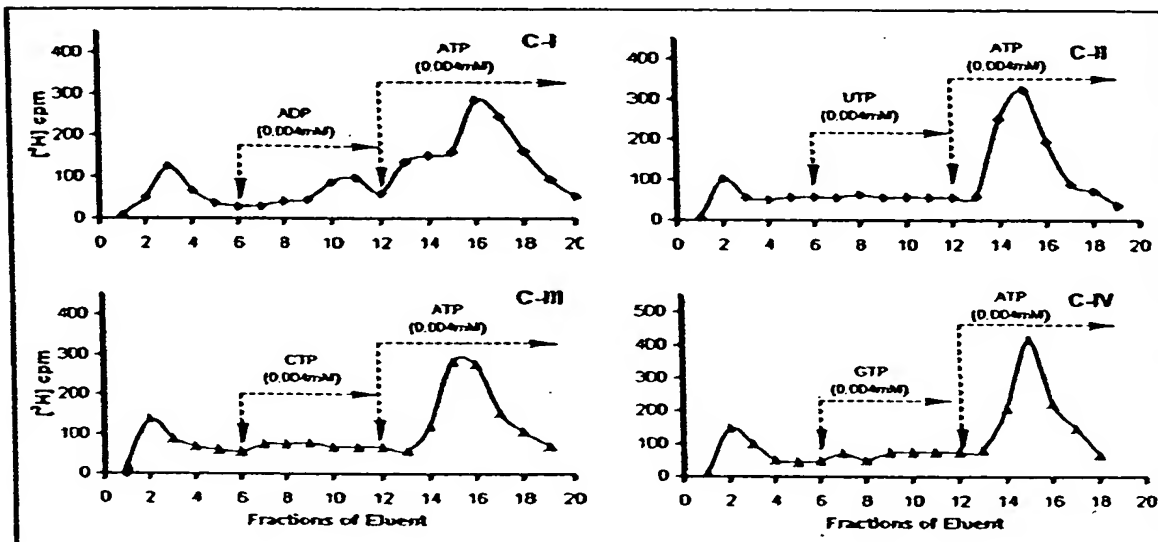 C-I
ATP
(0.004mM)
ADP
(0.004mM)
[³H] cpm
400
300
200
100
0
0 2 4 6 8 10 12 14 16 18 20
C-II
ATP
(0.004mM)
UTP
(0.004mM)
400
300
200
100
0
0 2 4 6 8 10 12 14 16 18 20
C-III
ATP
(0.004mM)
CTP
(0.004mM)
[³H] cpm
400
300
200
100
0
0 2 4 6 8 10 12 14 16 18 20
Fractions of Eluent
C-IV
ATP
(0.004mM)
GTP
(0.004mM)
500
400
300
200
100
0
0 2 4 6 8 10 12 14 16 18 20
Fractions of Eluent